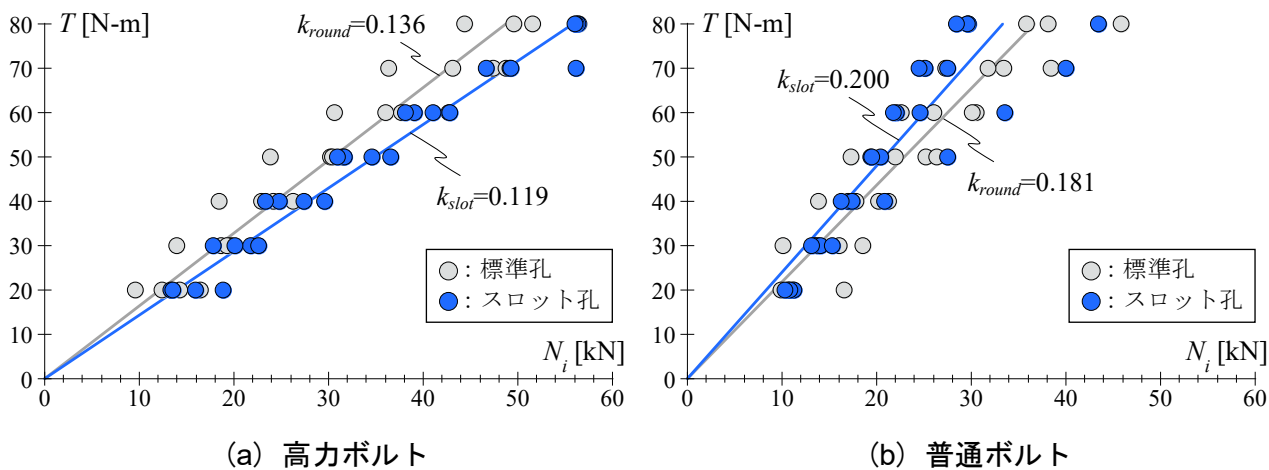 T [N-m]
80
70
60
50
40
30
20
10
0
k_round=0.136
k_slot=0.119
○：標準孔
●：スロット孔
N_i [kN]
0 10 20 30 40 50 60
(a) 高力ボルト
T [N-m]
80
70
60
50
40
30
20
10
0
k_slot=0.200
k_round=0.181
○：標準孔
●：スロット孔
N_i [kN]
0 10 20 30 40 50 60
(b) 普通ボルト